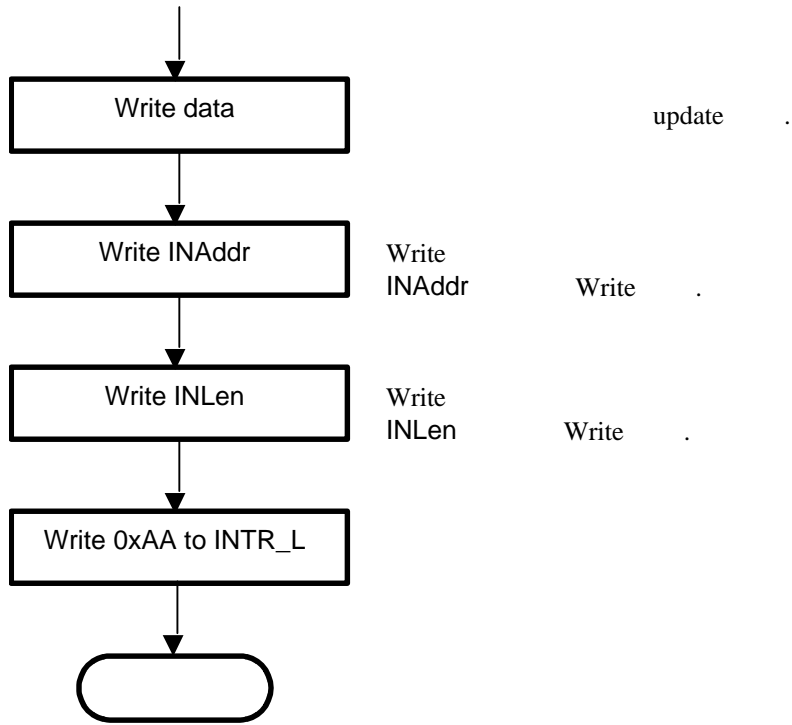 Write data
update .
Write INAddr
Write
INAddr Write .
Write INLen
Write
INLen Write .
Write 0xAA to INTR_L